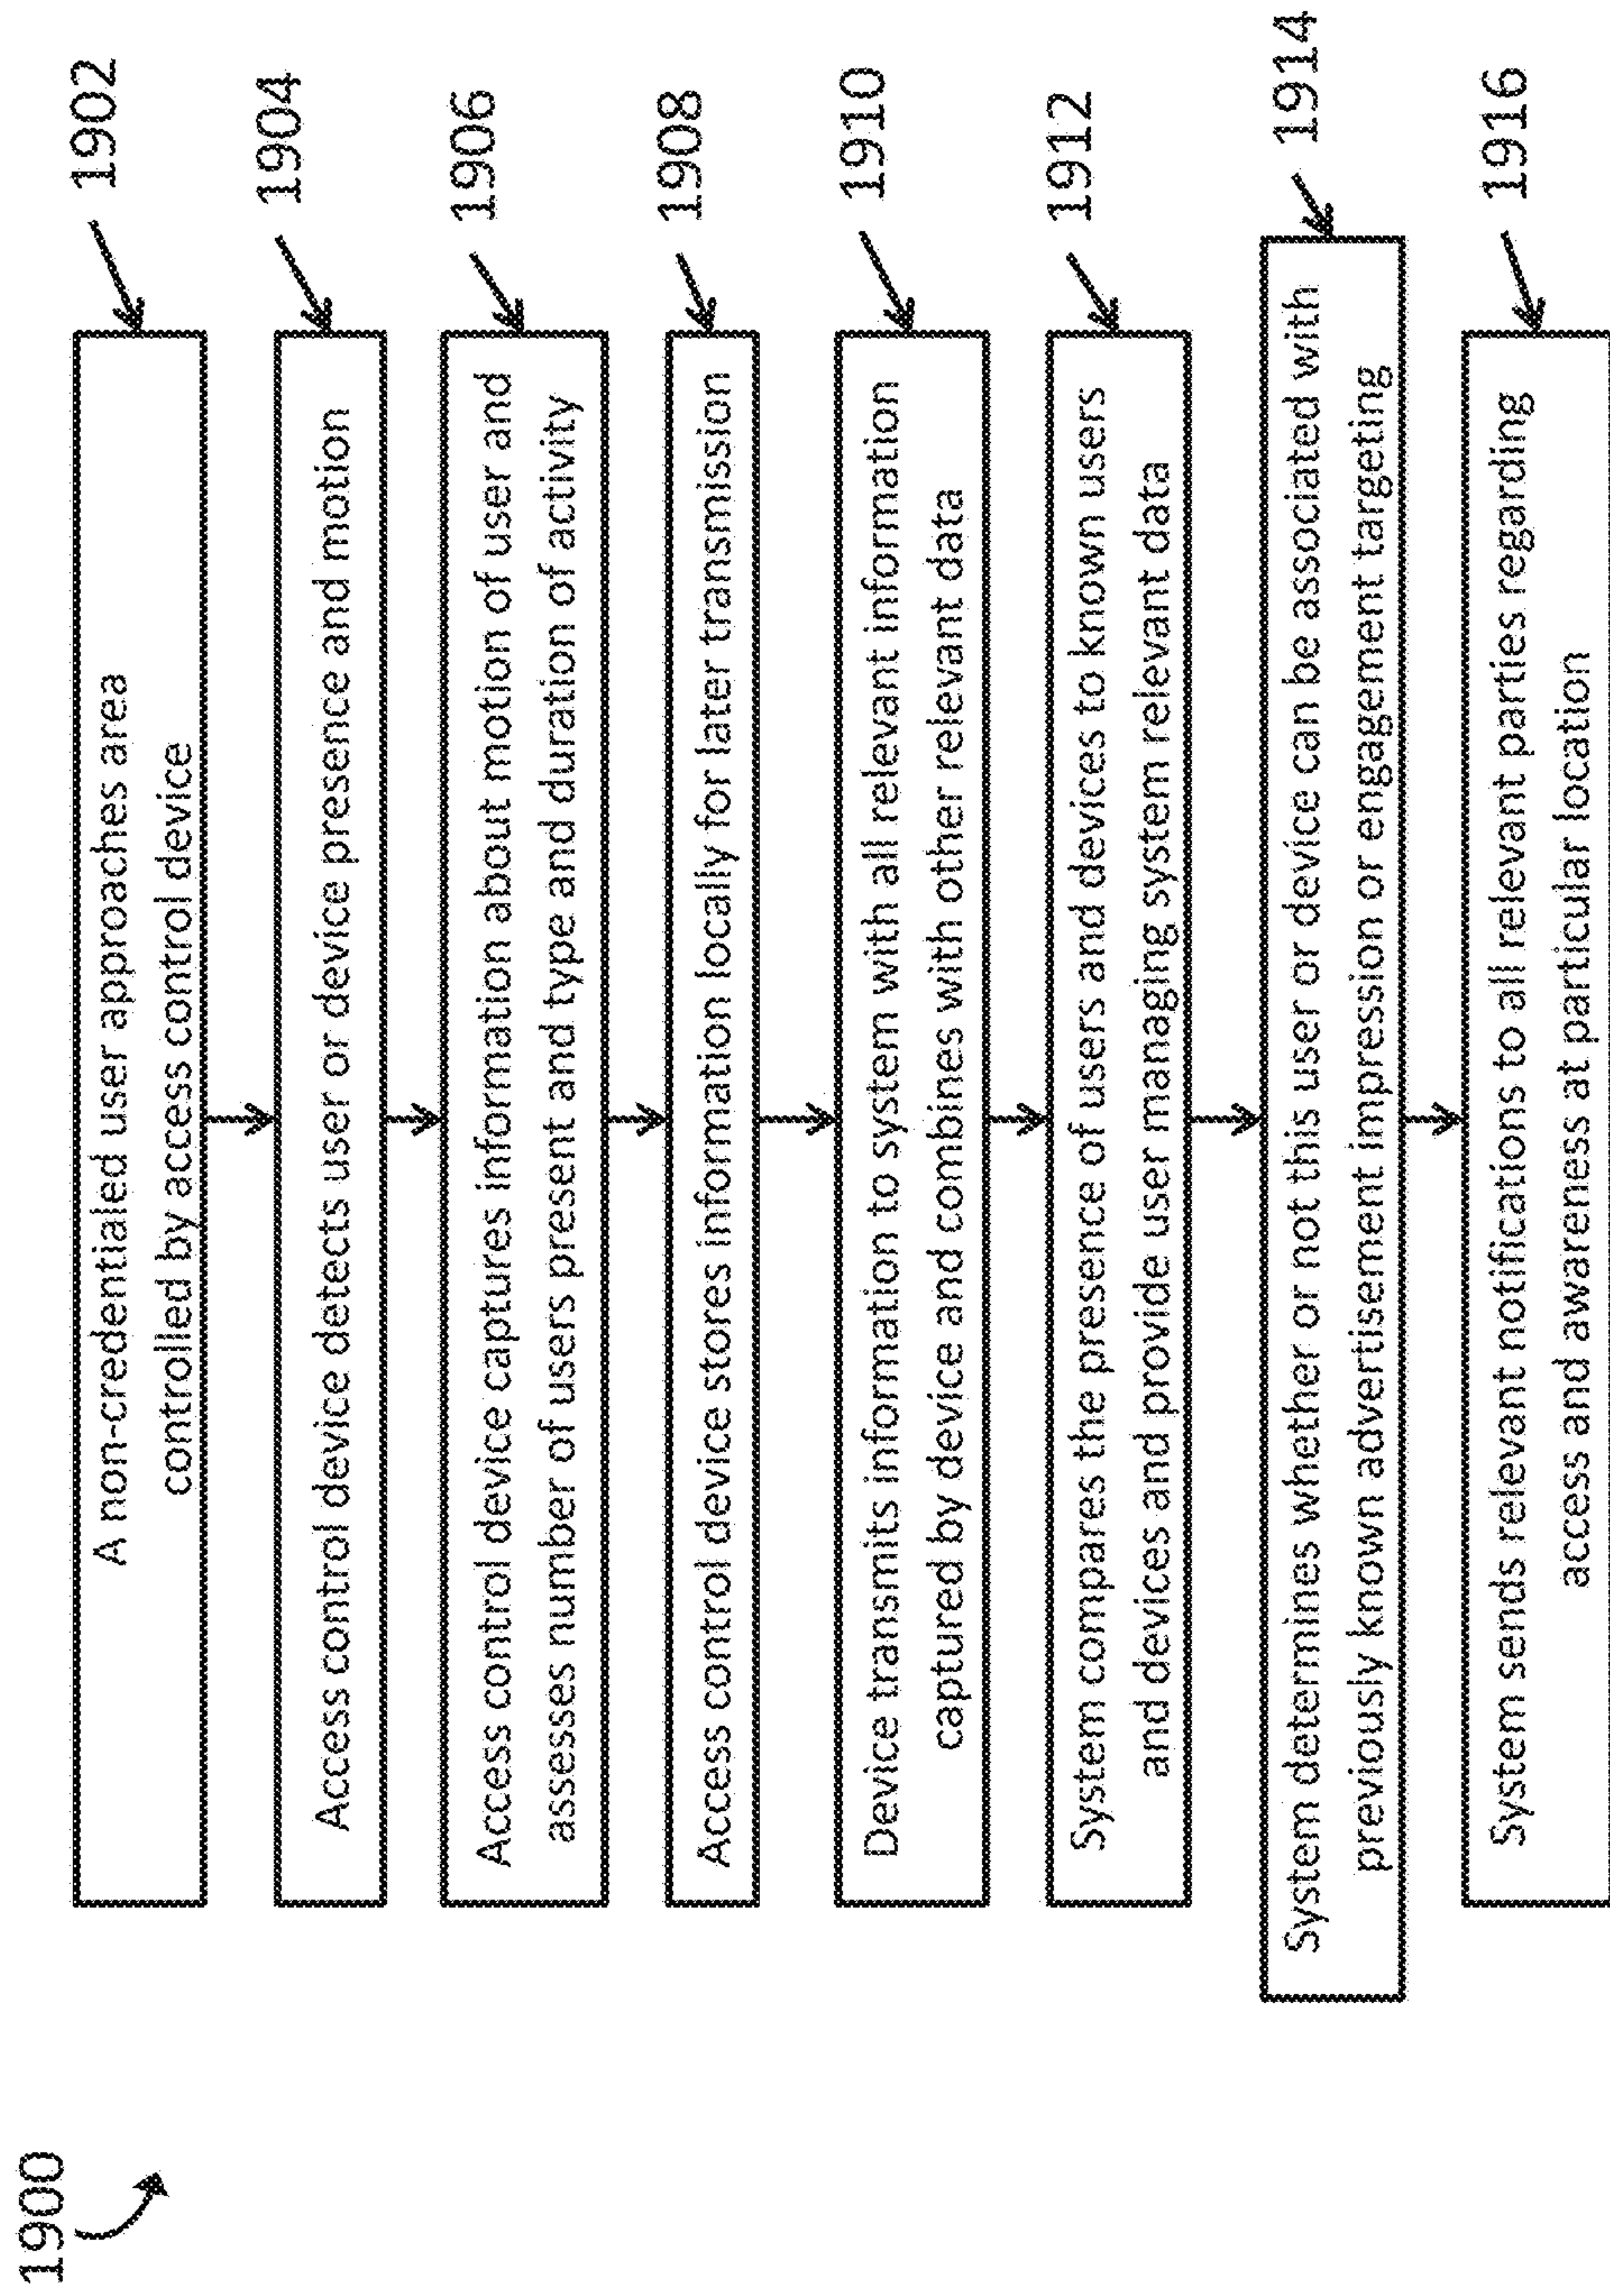 1900
A non-credentialed user approaches area
controlled by access control device
1902
Access control device detects user or device presence and motion
1904
Access control device captures information about motion of user and
assesses number of users present and type and duration of activity
1906
Access control device stores information locally for later transmission
1908
Device transmits information to system with all relevant information
captured by device and combines with other relevant data
1910
System compares the presence of users and devices to known users
and devices and provide user managing system relevant data
1912
System determines whether or not this user or device can be associated with
previously known advertisement impression or engagement targeting
1914
System sends relevant notifications to all relevant parties regarding
access and awareness at particular location
1916